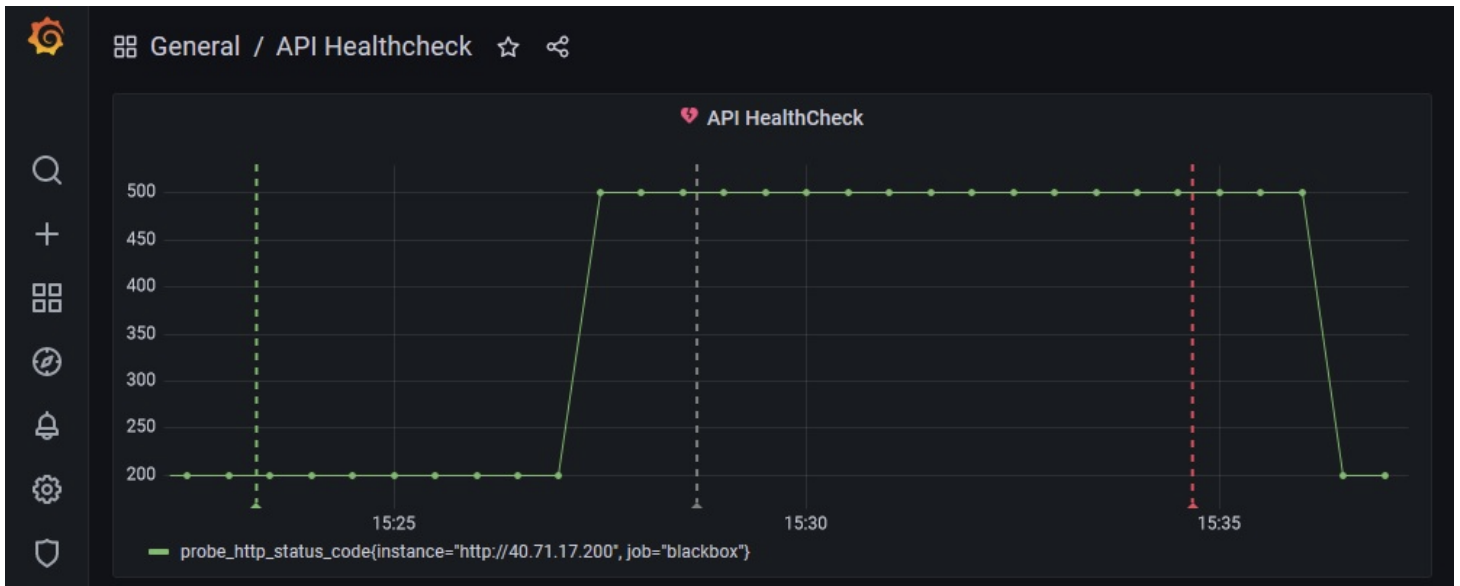 General / API Healthcheck
API HealthCheck
500
450
400
350
300
250
200
15:25 15:30 15:35
probe_http_status_code{instance="http://40.71.17.200", job="blackbox"}